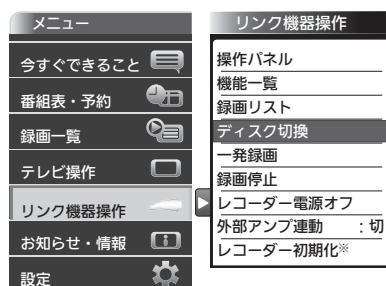 メニュー
今すぐできること
番組表・予約
録画一覧
テレビ操作
リンク機器操作
お知らせ・情報
設定
リンク機器操作
操作パネル
機能一覧
録画リスト
ディスク切換
一発録画
録画停止
レコーダー電源オフ
外部アンプ連動 :切
レコーダー初期化※